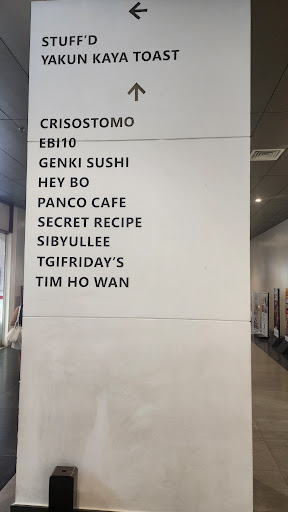 ←
STUFF'D
YAKUN KAYA TOAST
↑
CRISOSTOMO
EBI10
GENKI SUSHI
HEY BO
PANCO CAFE
SECRET RECIPE
SIBYULLEE
TGIFRIDAY'S
TIM HO WAN